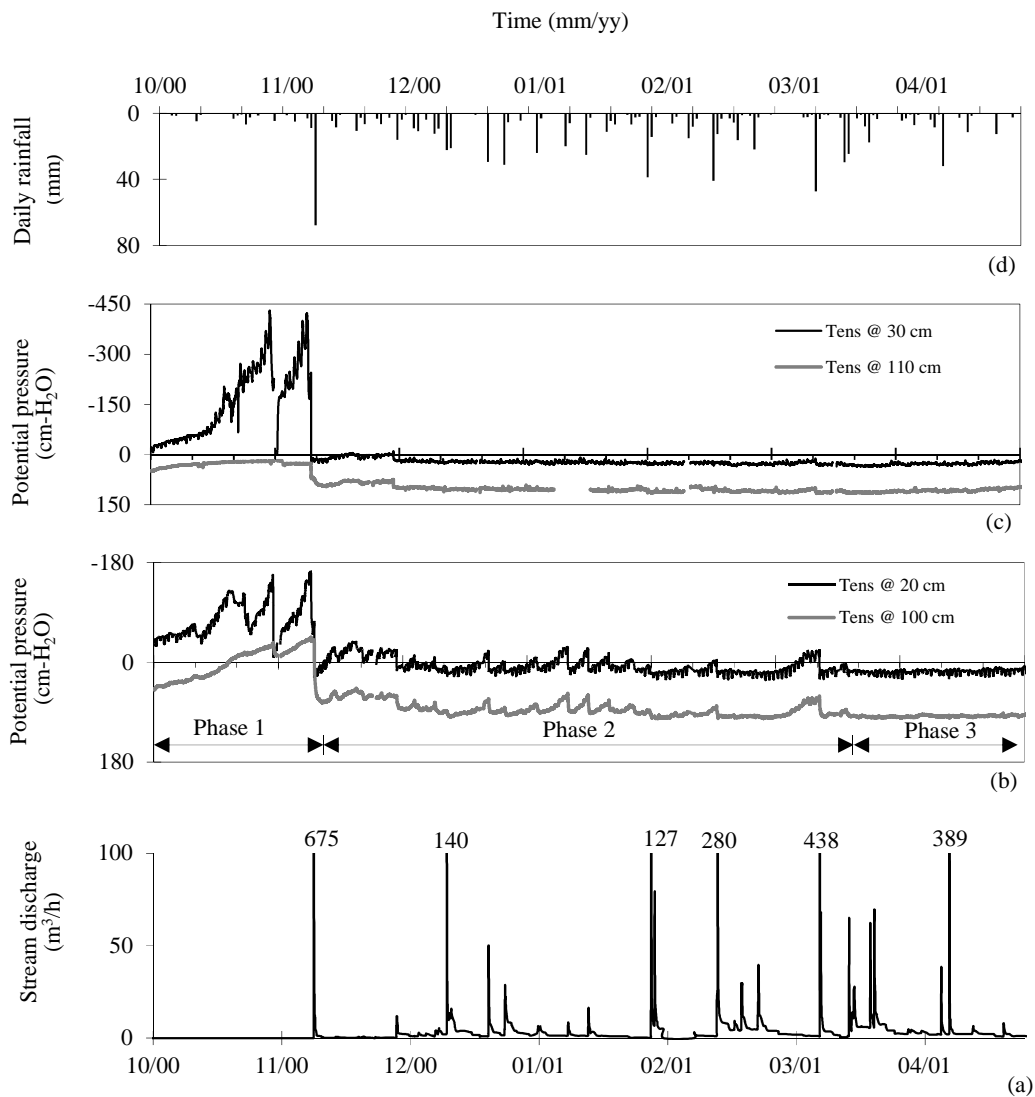 Time (mm/yy)
10/00 11/00 12/00 01/01 02/01 03/01 04/01
0
40
80
Daily rainfall
(mm)
(d)
-450
-300
-150
0
150
Potential pressure
(cm-H₂O)
Tens @ 30 cm
Tens @ 110 cm
(c)
-180
0
180
Potential pressure
(cm-H₂O)
Tens @ 20 cm
Tens @ 100 cm
Phase 1 Phase 2 Phase 3
(b)
675 140 127 280 438 389
100
50
0
Stream discharge
(m³/h)
10/00 11/00 12/00 01/01 02/01 03/01 04/01
(a)